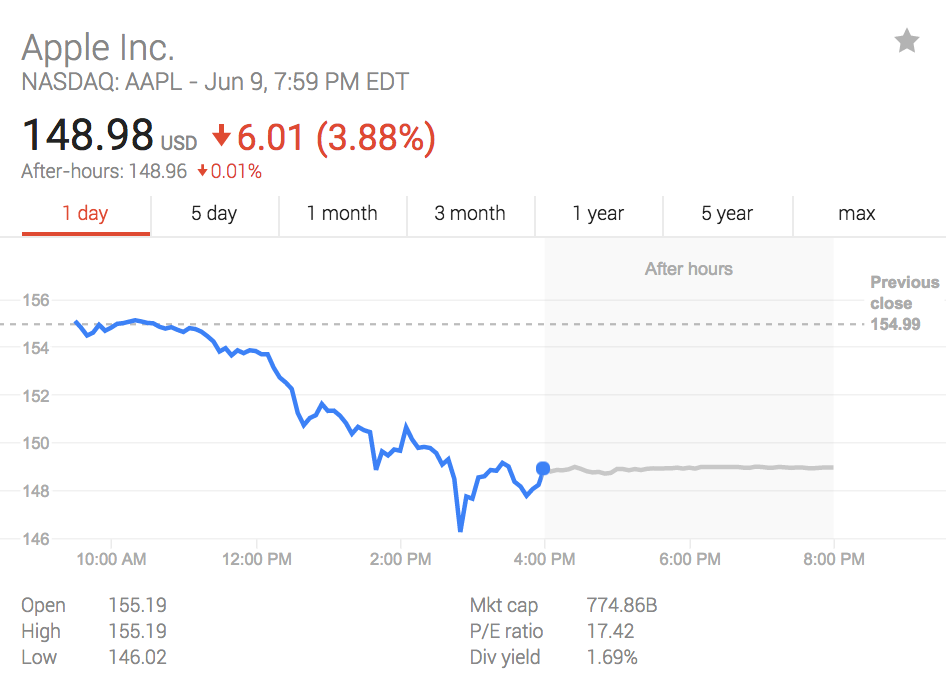 Apple Inc.
NASDAQ: AAPL - Jun 9, 7:59 PM EDT
148.98 USD 6.01 (3.88%)
After-hours: 148.96 0.01%
1 day 5 day 1 month 3 month 1 year 5 year max
After hours
Previous
close
154.99
156
154
152
150
148
146
10:00 AM 12:00 PM 2:00 PM 4:00 PM 6:00 PM 8:00 PM
Open 155.19 Mkt cap 774.86B
High 155.19 P/E ratio 17.42
Low 146.02 Div yield 1.69%